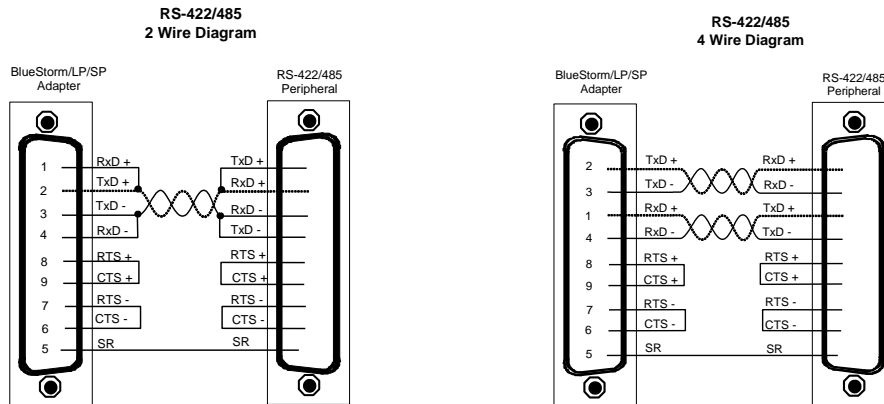 RS-422/485
2 Wire Diagram
BlueStorm/LP/SP
Adapter
RS-422/485
Peripheral
1 RxD + TxD +
2 TxD + RxD +
3 TxD - RxD -
4 RxD - TxD -
8 RTS + RTS +
9 CTS + CTS +
7 RTS - RTS -
6 CTS - CTS -
5 SR SR
RS-422/485
4 Wire Diagram
BlueStorm/LP/SP
Adapter
RS-422/485
Peripheral
2 TxD + RxD +
3 TxD - RxD -
1 RxD + TxD +
4 RxD - TxD -
8 RTS + RTS +
9 CTS + CTS +
7 RTS - RTS -
6 CTS - CTS -
5 SR SR